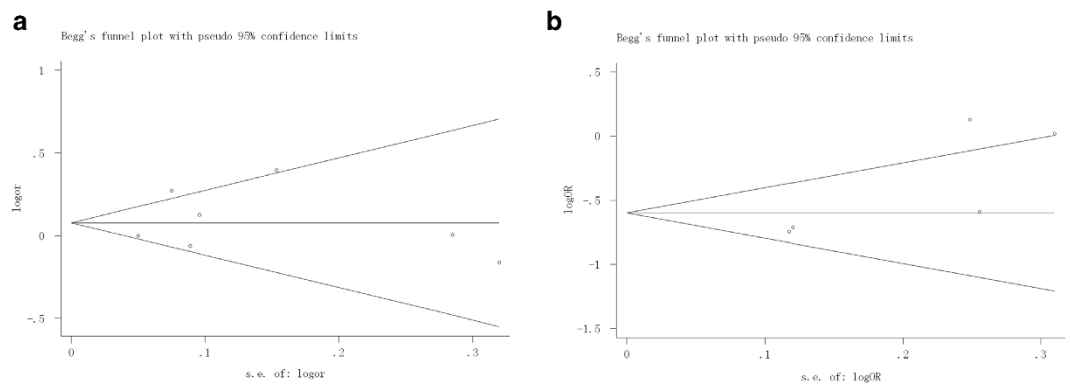 a
Begg's funnel plot with pseudo 95% confidence limits
1
.5
0
-.5
logor
0
.1
.2
.3
s.e. of: logor
b
Begg's funnel plot with pseudo 95% confidence limits
.5
0
-.5
-1
-1.5
logOR
0
.1
.2
.3
s.e. of: logOR